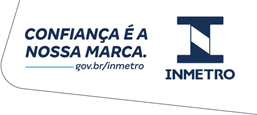 CONFIANÇA É A
NOSSA MARCA.
gov.br/inmetro
INMETRO